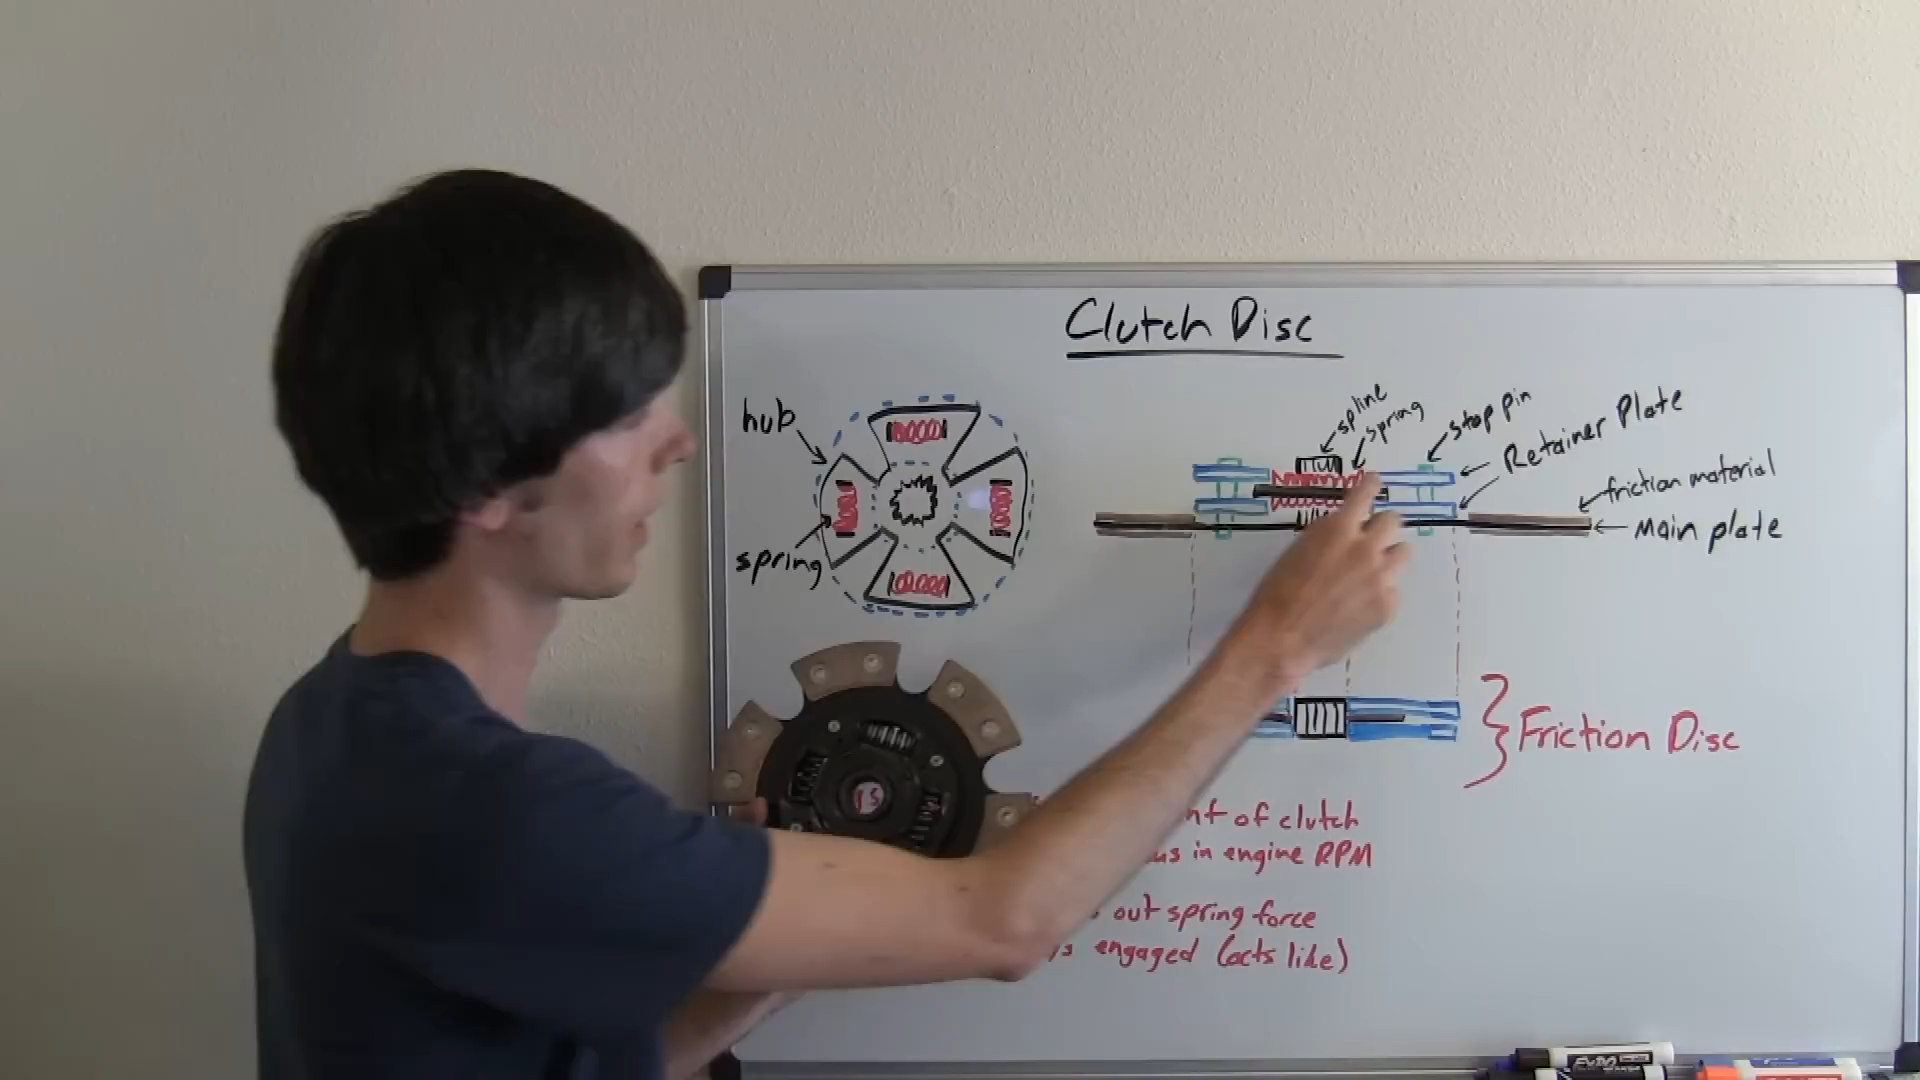 Clutch Disc
hub
spring
spline
spring
stop pin
Retainer Plate
friction material
Main plate
Friction Disc
of clutch
in engine RPM
out spring force
engaged (acts like)
EXPO